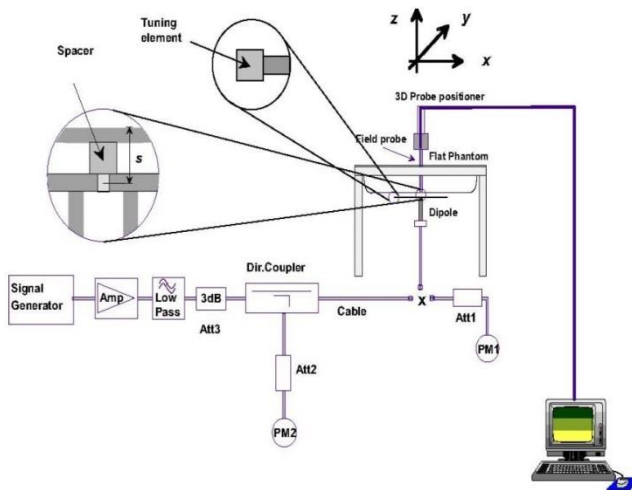 Tuning
element
z
y
x
Spacer
s
3D Probe positioner
Field probe
Flat Phantom
Dipole
Signal
Generator
Amp
Low
Pass
3dB
Att3
Dir.Coupler
Cable
x
Att1
PM1
Att2
PM2